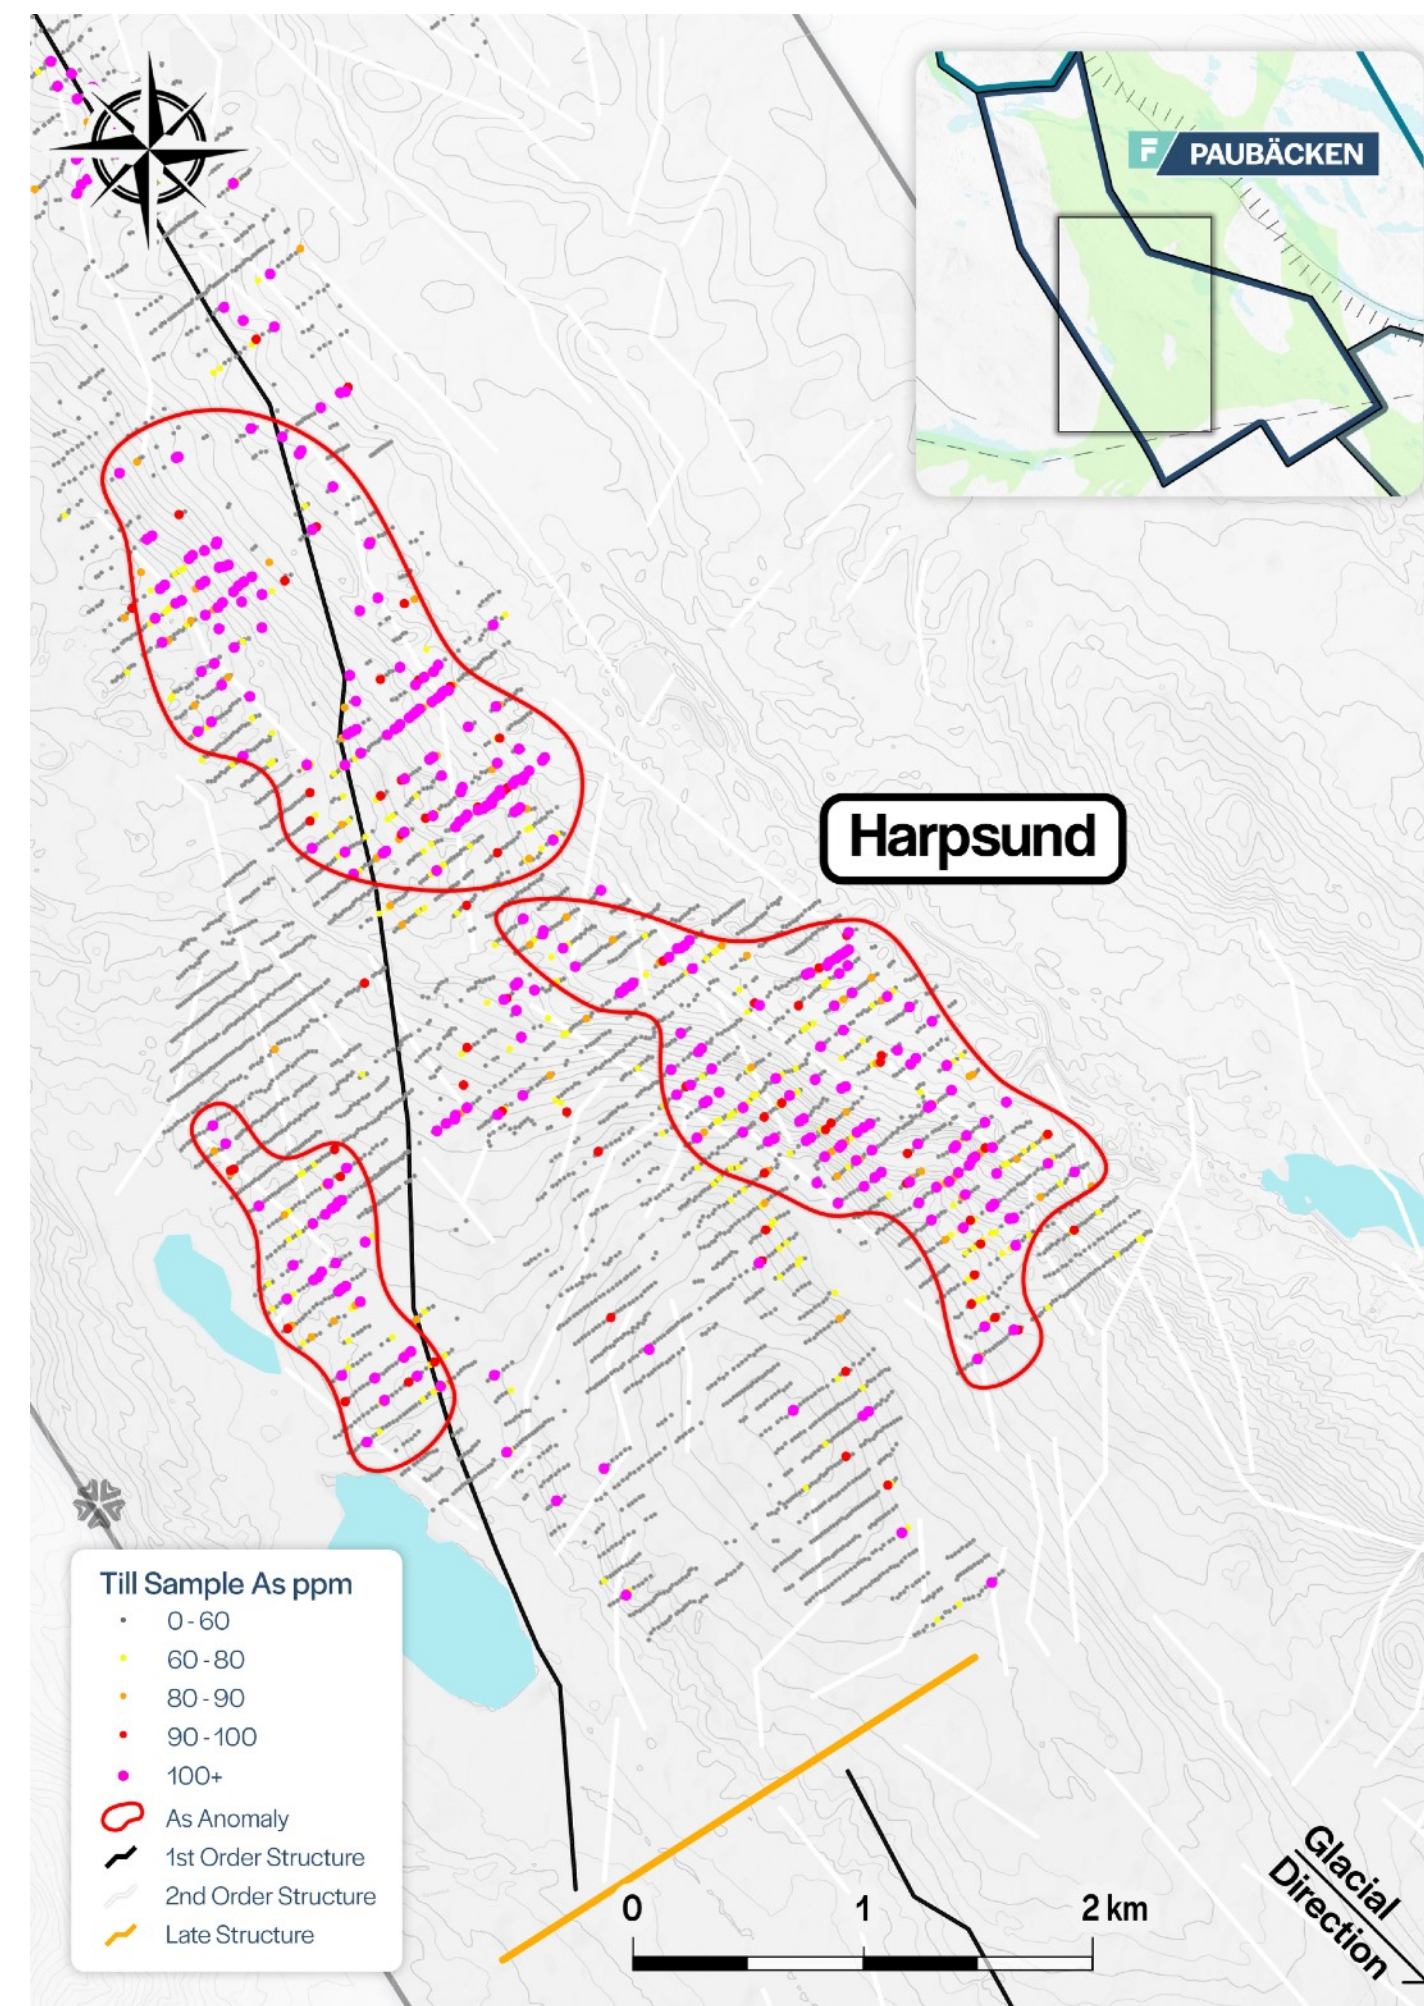 F PAUBÄCKEN
Harpsund
Till Sample As ppm
0-60
60-80
80-90
90-100
100+
As Anomaly
1st Order Structure
2nd Order Structure
Late Structure
0 1 2 km
Glacial
Direction